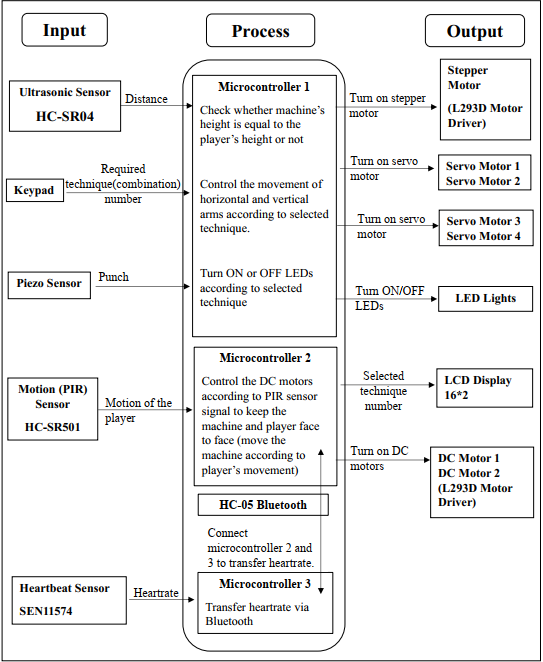 Input
Process
Output
Ultrasonic Sensor
HC-SR04
Distance
Microcontroller 1
Check whether machine's
height is equal to the
player's height or not
Turn on stepper
motor
Stepper
Motor
(L293D Motor
Driver)
Keypad
Required
technique(combination)
number
Control the movement of
horizontal and vertical
arms according to selected
technique.
Turn on servo
motor
Servo Motor 1
Servo Motor 2
Turn on servo
motor
Servo Motor 3
Servo Motor 4
Piezo Sensor
Punch
Turn ON or OFF LEDs
according to selected
technique
Turn ON/OFF
LEDs
LED Lights
Motion (PIR)
Sensor
HC-SR501
Motion of the
player
Microcontroller 2
Control the DC motors
according to PIR sensor
signal to keep the
machine and player face
to face (move the
machine according to
player's movement)
Selected
technique
number
LCD Display
16*2
Turn on DC
motors
DC Motor 1
DC Motor 2
(L293D Motor
Driver)
HC-05 Bluetooth
Connect
microcontroller 2 and
3 to transfer heartrate.
Heartbeat Sensor
SEN11574
Heartrate
Microcontroller 3
Transfer heartrate via
Bluetooth